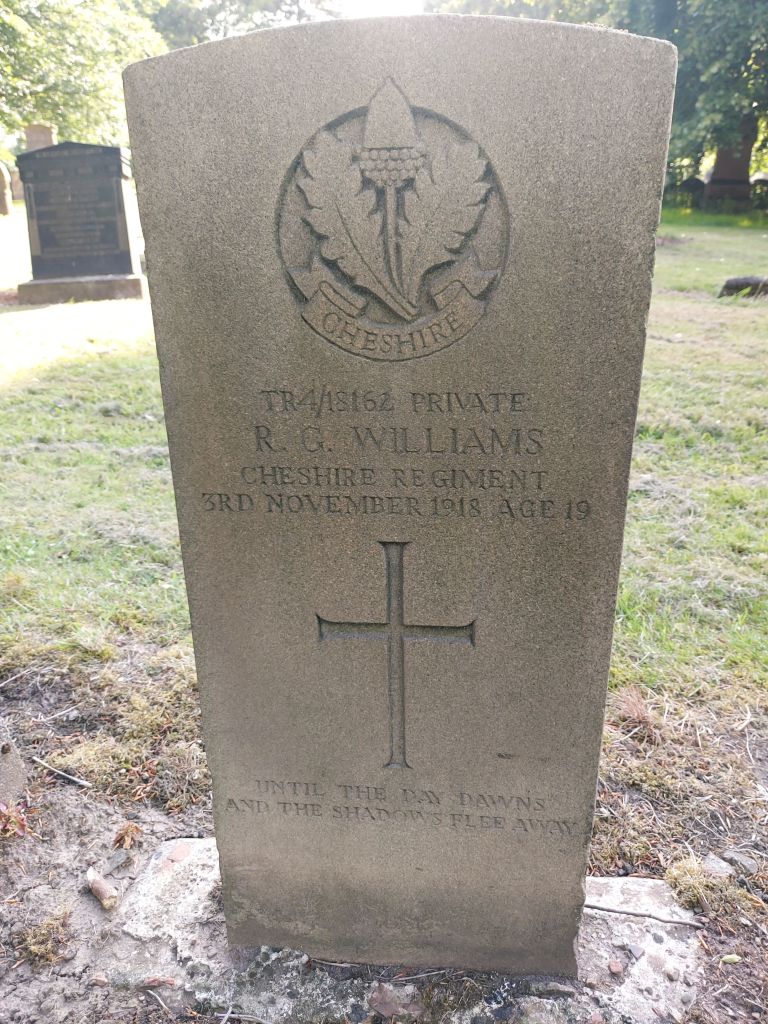 CHESHIRE
TR4/18162 PRIVATE
R. G. WILLIAMS
CHESHIRE REGIMENT
3RD NOVEMBER 1918 AGE 19
UNTIL THE DAY DAWNS
AND THE SHADOWS FLEE AWAY